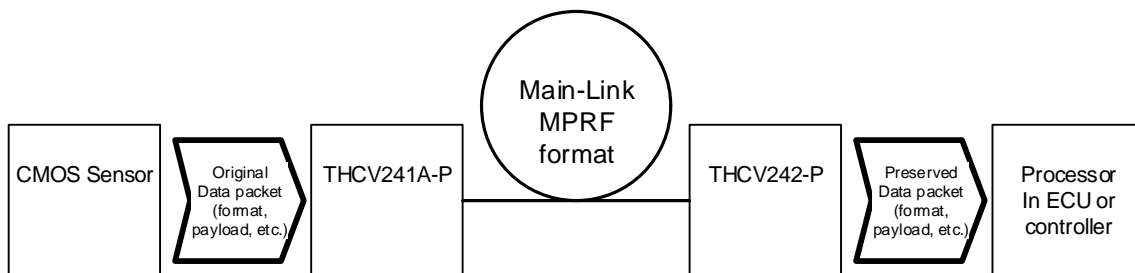 CMOS Sensor
Original
Data packet
(format,
payload, etc.)
THCV241A-P
Main-Link
MPRF
format
THCV242-P
Preserved
Data packet
(format,
payload, etc.)
Processor
In ECU or
controller